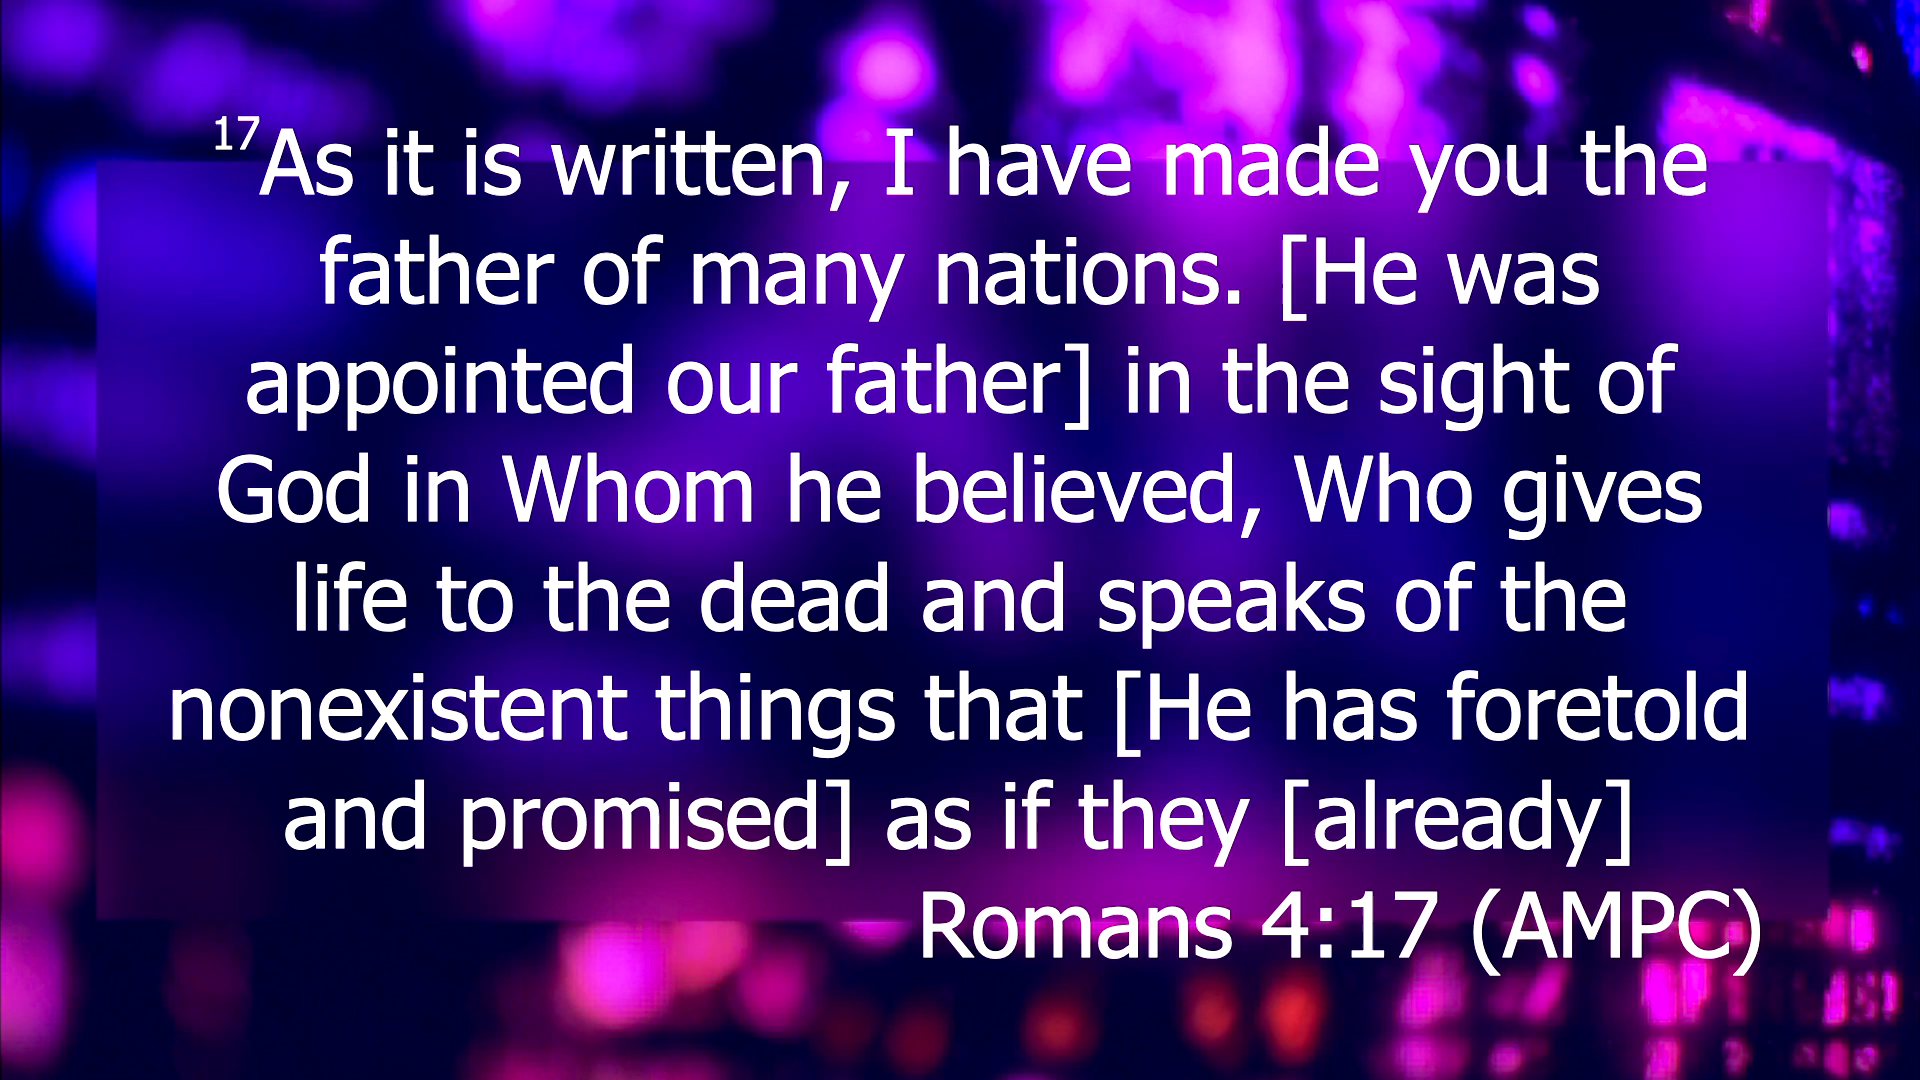 17As it is written, I have made you the
father of many nations. [He was
appointed our father] in the sight of
God in Whom he believed, Who gives
life to the dead and speaks of the
nonexistent things that [He has foretold
and promised] as if they [already]
Romans 4:17 (AMPC)